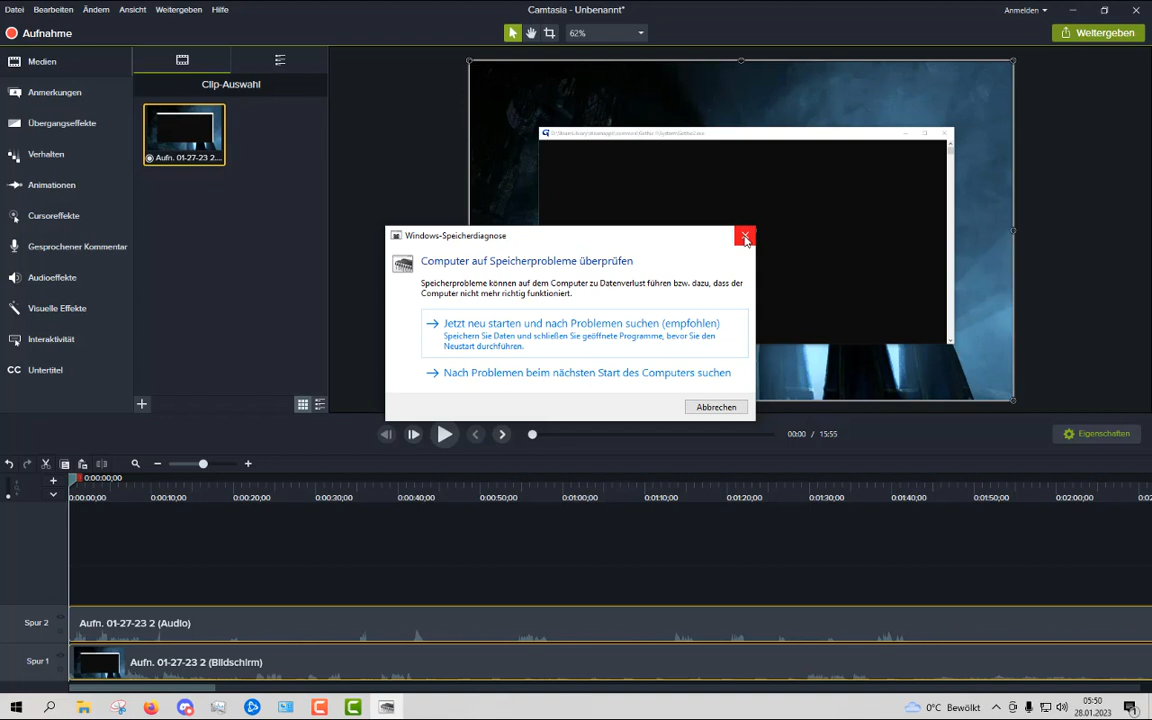 Datei Bearbeiten Ändern Ansicht Weitergeben Hilfe
Camtasia - Unbenannt*
Anmelden
Aufnahme
62%
Weitergeben
Medien
Anmerkungen
Übergangseffekte
Verhalten
Animationen
Cursoreffekte
Gesprochener Kommentar
Audioeffekte
Visuelle Effekte
Interaktivität
CC Untertitel
Clip-Auswahl
Aufn. 01-27-23 2...
Windows-Speicherdiagnose
Computer auf Speicherprobleme überprüfen
Speicherprobleme können auf dem Computer zu Datenverlust führen bzw. dazu, dass der
Computer nicht mehr richtig funktioniert.
Jetzt neu starten und nach Problemen suchen (empfohlen)
Speichern Sie Daten und schließen Sie geöffnete Programme, bevor Sie den
Neustart durchführen.
Nach Problemen beim nächsten Start des Computers suchen
Abbrechen
00:00 / 15:55
Eigenschaften
0:00:00;00
0:00:00;00 0:00:10;00 0:00:20;00 0:00:30;00 0:00:40;00 0:00:50;00 0:01:00;00 0:01:10;00 0:01:20;00 0:01:30;00 0:01:40;00 0:01:50;00 0:02:00;00
Spur 2
Aufn. 01-27-23 2 (Audio)
Spur 1
Aufn. 01-27-23 2 (Bildschirm)
0°C Bewölkt
05:50
28.01.2023
1